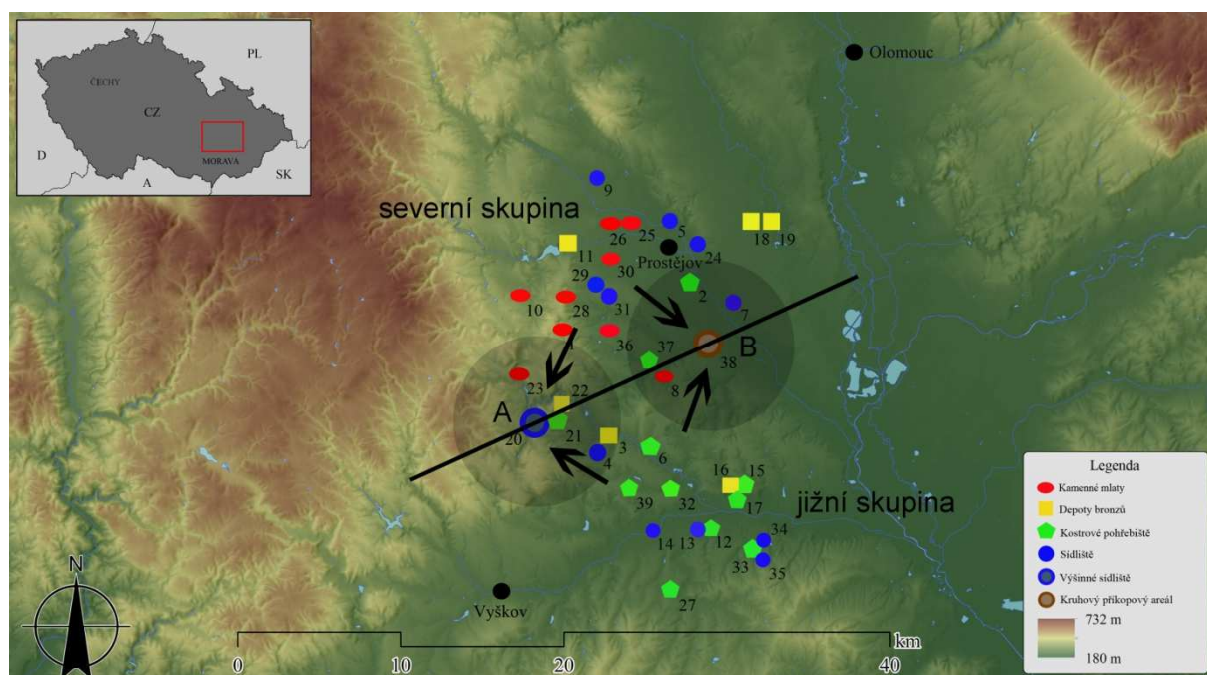 PL
ČECHY
CZ
D
MORAVA
A
SK
Olomouc
9
severní skupina
26
25
5
18
19
11
Prostějov
24
30
29
2
10
28
31
7
36
37
B
38
23
8
22
A
20
21
3
4
6
16
15
39
32
17
jižní skupina
34
14
13
12
33
35
27
Vyškov
N
km
0
10
20
40
Legenda
Kamenné mlaty
Depoty bronzů
Kostrové pohřebiště
Sídliště
Výšinné sídliště
Kruhový příkopový areál
732 m
180 m